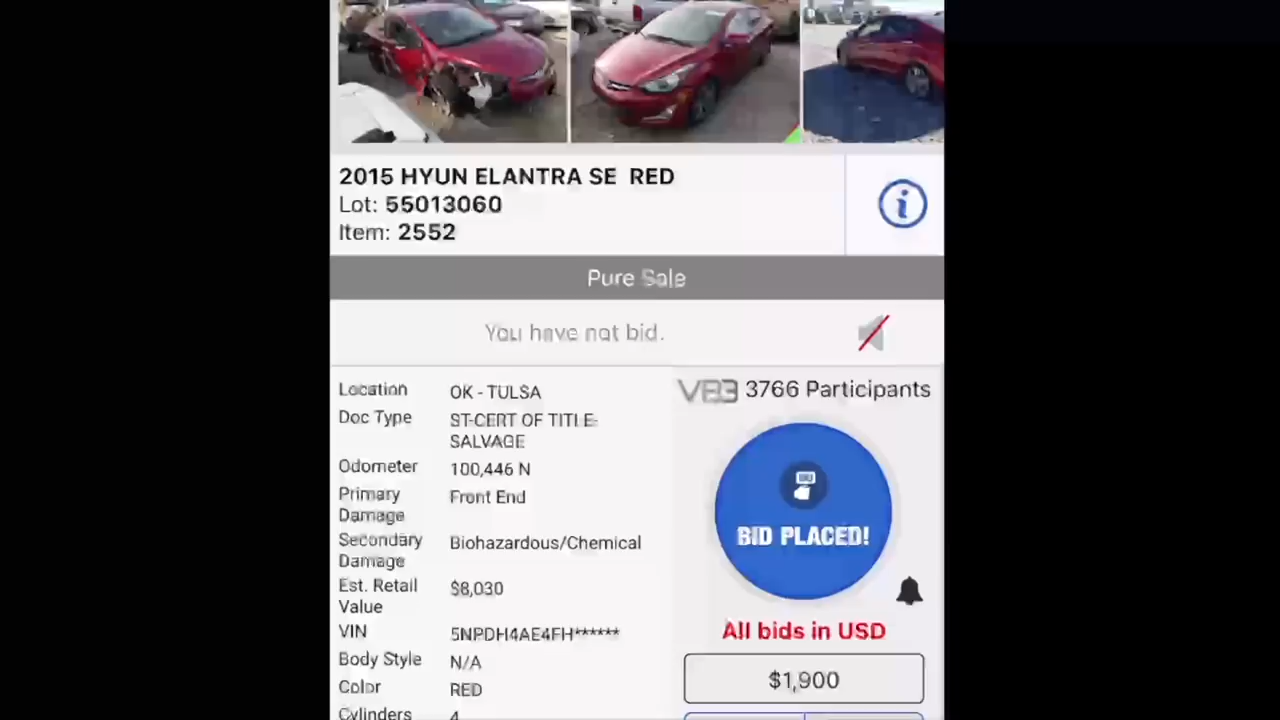 2015 HYUN ELANTRA SE RED
Lot: 55013060
Item: 2552
Pure Sale
You have not bid.
Location OK - TULSA
Doc Type ST-CERT OF TITLE-
SALVAGE
Odometer 100,446 N
Primary Front End
Damage
Secondary Biohazardous/Chemical
Damage
Est. Retail $8,030
Value
VIN 5NPDH4AE4FH******
Body Style N/A
Color RED
Cylinders 4
VB3 3766 Participants
BID PLACED!
All bids in USD
$1,900